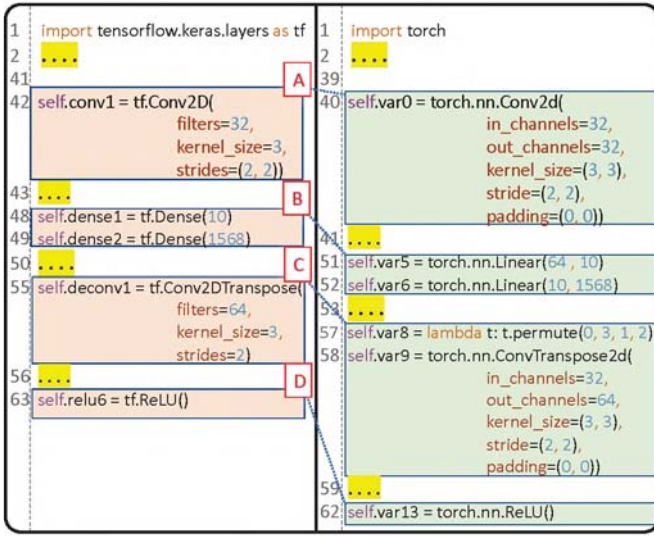 1 import tensorflow.keras.layers as tf
2 ....
41
42 self.conv1 = tf.Conv2D(
filters=32,
kernel_size=3,
strides=(2, 2))
43 ....
48 self.dense1 = tf.Dense(10)
49 self.dense2 = tf.Dense(1568)
50 ....
55 self.deconv1 = tf.Conv2DTranspose(
filters=64,
kernel_size=3,
strides=2)
56 ....
63 self.relu6 = tf.ReLU()
A
B
C
D
1 import torch
2 ....
39
40 self.var0 = torch.nn.Conv2d(
in_channels=32,
out_channels=32,
kernel_size=(3, 3),
stride=(2, 2),
padding=(0, 0))
41 ....
51 self.var5 = torch.nn.Linear(64 , 10)
52 self.var6 = torch.nn.Linear(10, 1568)
53 ....
57 self.var8 = lambda t: t.permute(0, 3, 1, 2)
58 self.var9 = torch.nn.ConvTranspose2d(
in_channels=32,
out_channels=64,
kernel_size=(3, 3),
stride=(2, 2),
padding=(0, 0))
59 ....
62 self.var13 = torch.nn.ReLU()